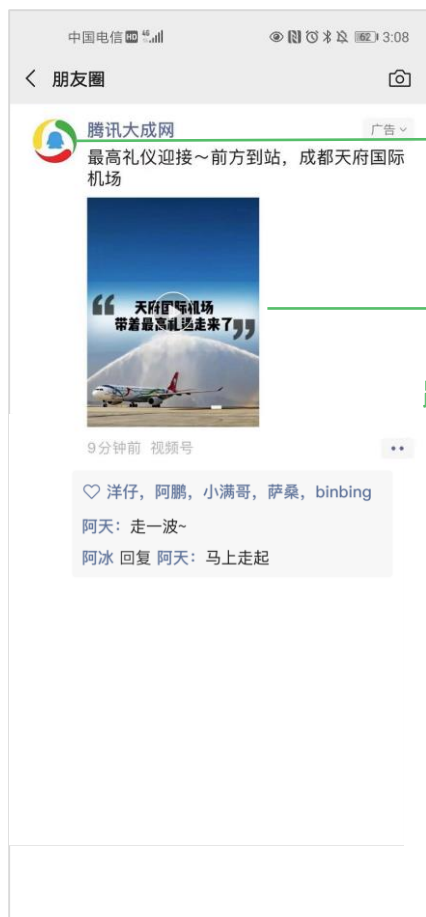 中国电信 HD 4G 62 3:08
朋友圈
腾讯大成网 广告
最高礼仪迎接～前方到站，成都天府国际
机场
天府国际机场
带着最高礼遇走来了
9分钟前 视频号
洋仔，阿鹏，小满哥，萨桑，binbing
阿天：走一波~
阿冰 回复 阿天：马上走起